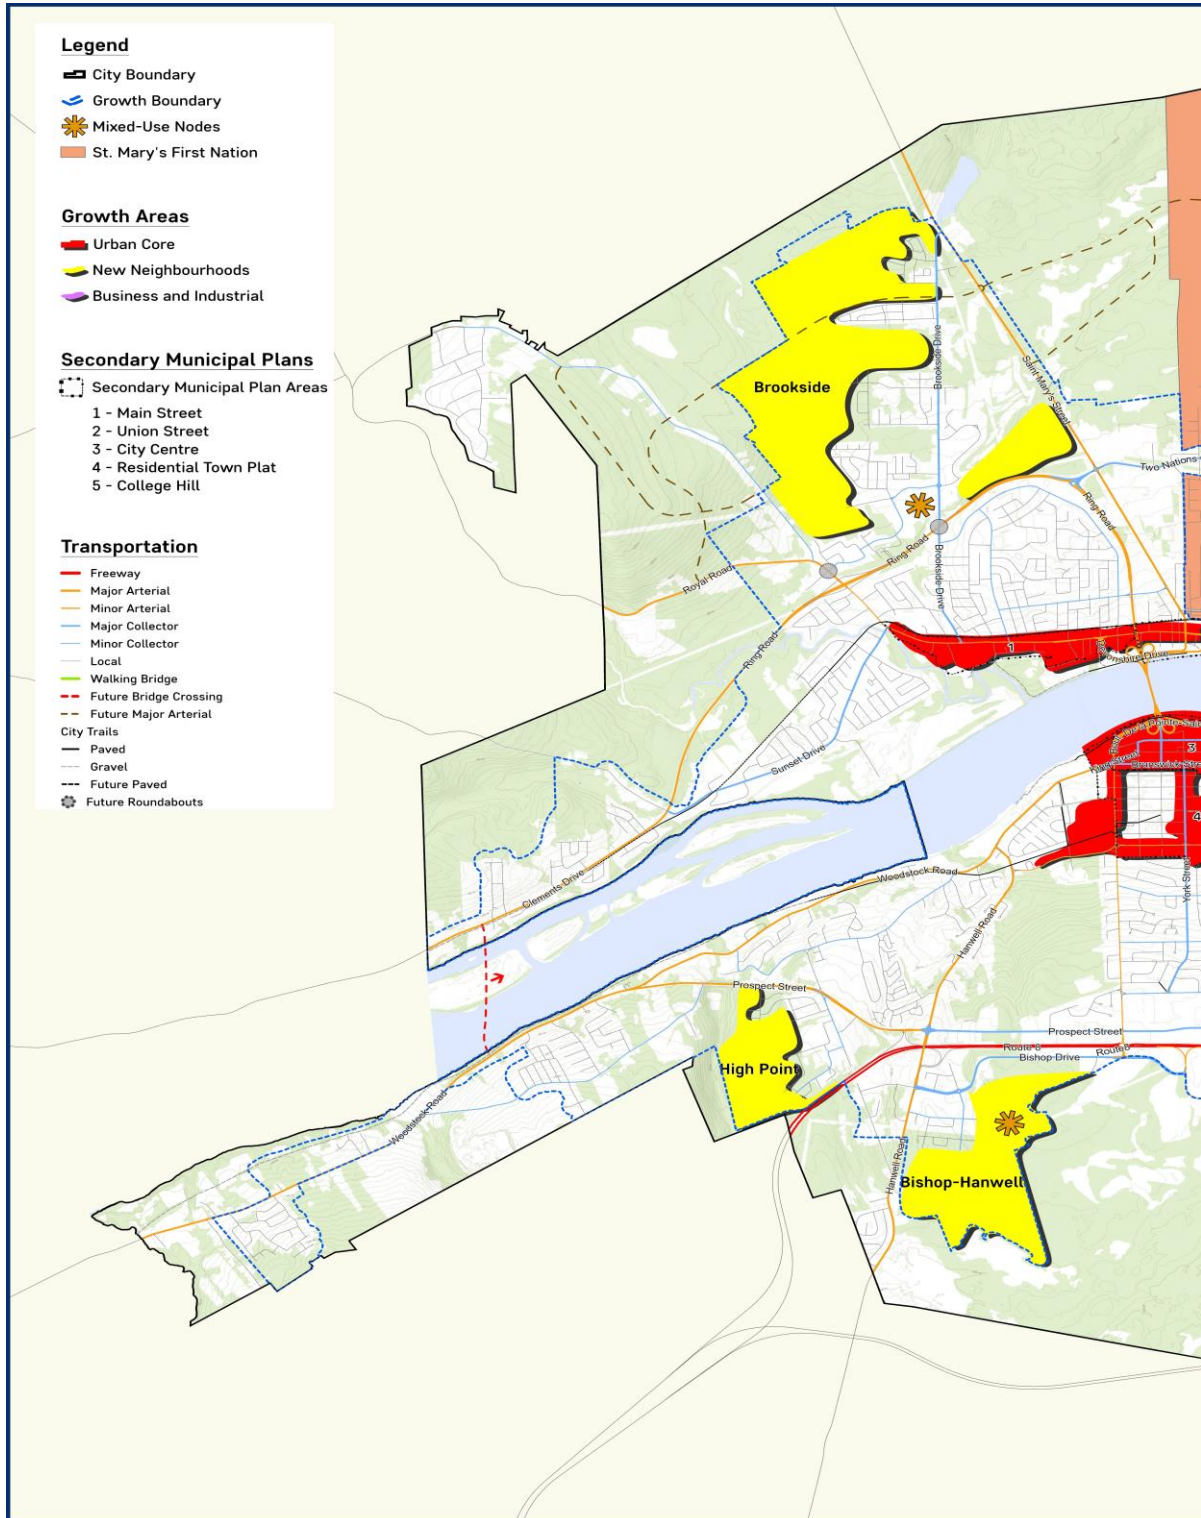 Legend
City Boundary
Growth Boundary
Mixed-Use Nodes
St. Mary's First Nation
Growth Areas
Urban Core
New Neighbourhoods
Business and Industrial
Secondary Municipal Plans
Secondary Municipal Plan Areas
1 - Main Street
2 - Union Street
3 - City Centre
4 - Residential Town Plat
5 - College Hill
Transportation
Freeway
Major Arterial
Minor Arterial
Major Collector
Minor Collector
Local
Walking Bridge
Future Bridge Crossing
Future Major Arterial
City Trails
Paved
Gravel
Future Paved
Future Roundabouts
Brookside
Brookside Drive
Saint Mary's Street
Two Nations
Ring Road
Ring Road
Brookside Drive
Royal Road
Ring Road
1
Devonshire Drive
Sunset Drive
3
Brunswick
4
York Street
Clements Drive
Woodstock Road
Hanwell Road
Prospect Street
Prospect Street
Route 8
Bishop Drive
Route8
High Point
Woodstock Road
Hanwell Road
Bishop-Hanwell